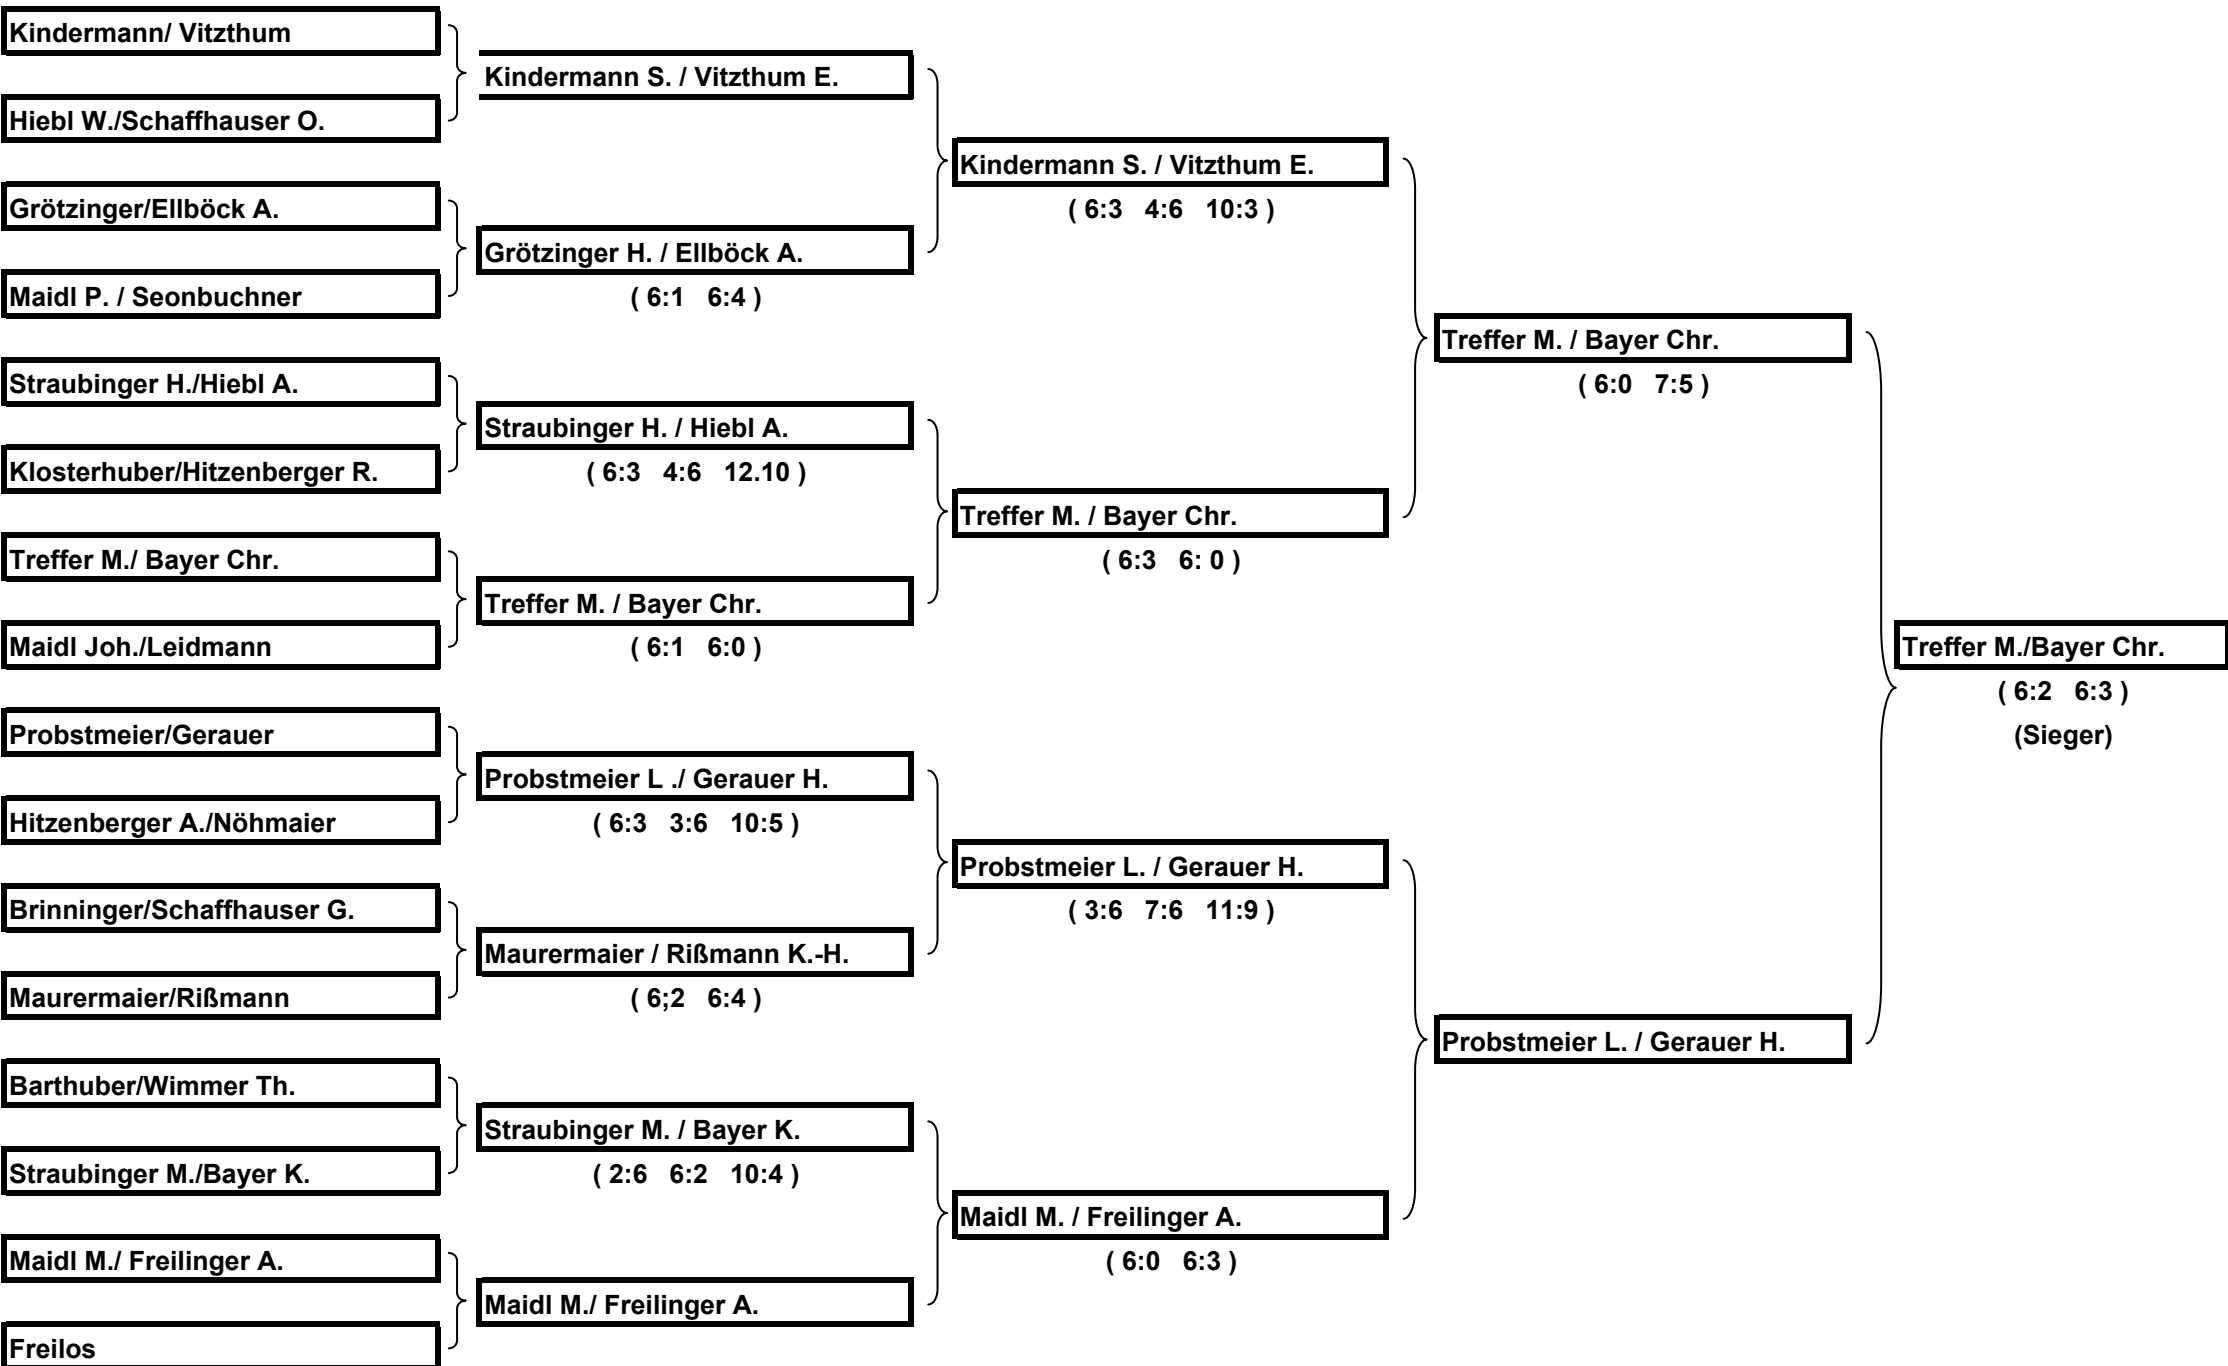 Kindermann/ Vitzthum
Hiebl W./Schaffhauser O.
Grötzinger/Ellböck A.
Maidl P. / Seonbuchner
Straubinger H./Hiebl A.
Klosterhuber/Hitzenberger R.
Treffer M./ Bayer Chr.
Maidl Joh./Leidmann
Probstmeier/Gerauer
Hitzenberger A./Nöhmaier
Brinninger/Schaffhauser G.
Maurermaier/Rißmann
Barthuber/Wimmer Th.
Straubinger M./Bayer K.
Maidl M./ Freilinger A.
Freilos
Kindermann S. / Vitzthum E.
Grötzinger H. / Ellböck A.
( 6:1 6:4 )
Straubinger H. / Hiebl A.
( 6:3 4:6 12.10 )
Treffer M. / Bayer Chr.
( 6:1 6:0 )
Probstmeier L ./ Gerauer H.
( 6:3 3:6 10:5 )
Maurermaier / Rißmann K.-H.
( 6;2 6:4 )
Straubinger M. / Bayer K.
( 2:6 6:2 10:4 )
Maidl M./ Freilinger A.
Kindermann S. / Vitzthum E.
( 6:3 4:6 10:3 )
Treffer M. / Bayer Chr.
( 6:3 6: 0 )
Probstmeier L. / Gerauer H.
( 3:6 7:6 11:9 )
Maidl M. / Freilinger A.
( 6:0 6:3 )
Treffer M. / Bayer Chr.
( 6:0 7:5 )
Probstmeier L. / Gerauer H.
Treffer M./Bayer Chr.
( 6:2 6:3 )
(Sieger)